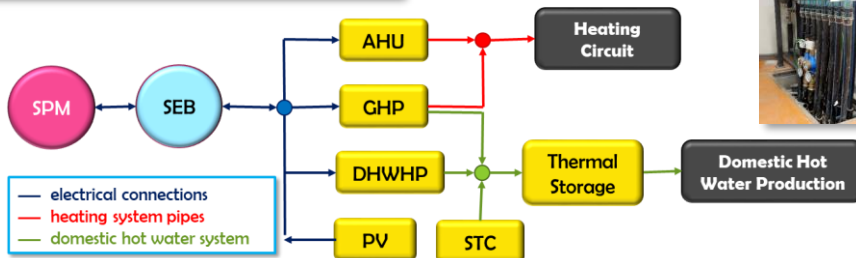 AHU
Heating
Circuit
SPM
SEB
GHP
DHWHP
Thermal
Storage
Domestic Hot
Water Production
electrical connections
heating system pipes
domestic hot water system
PV
STC